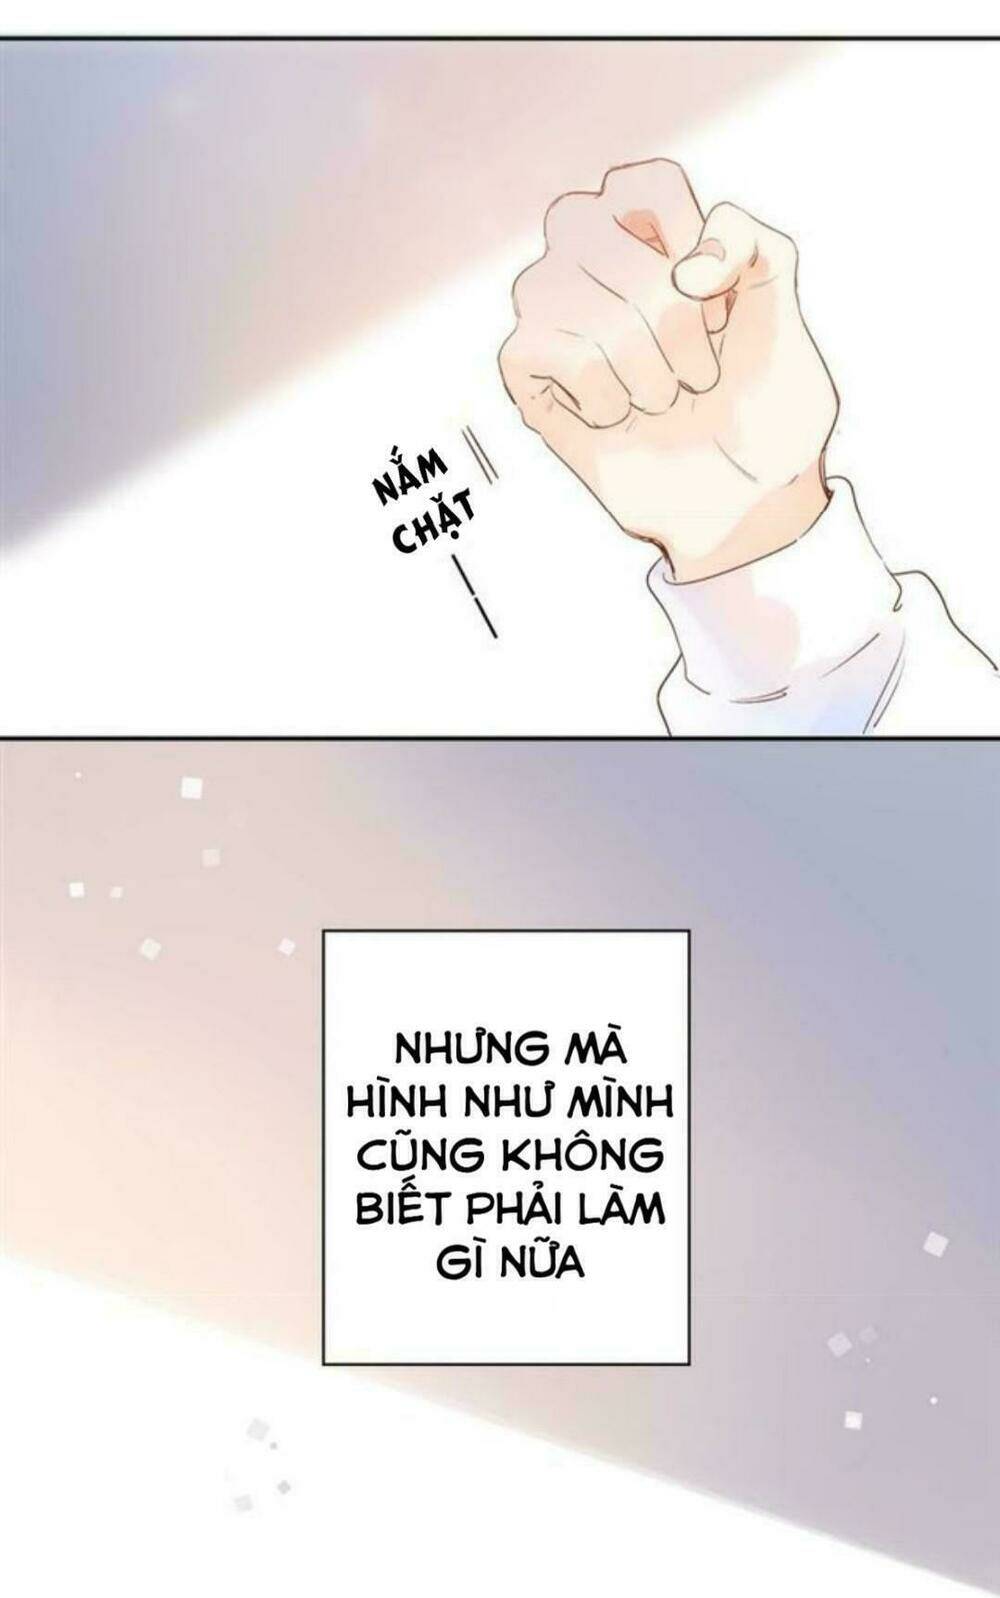 NẮM
CHẶT
NHƯNG MÀ
HÌNH NHƯ MÌNH
CŨNG KHÔNG
BIẾT PHẢI LÀM
GÌ NỮA